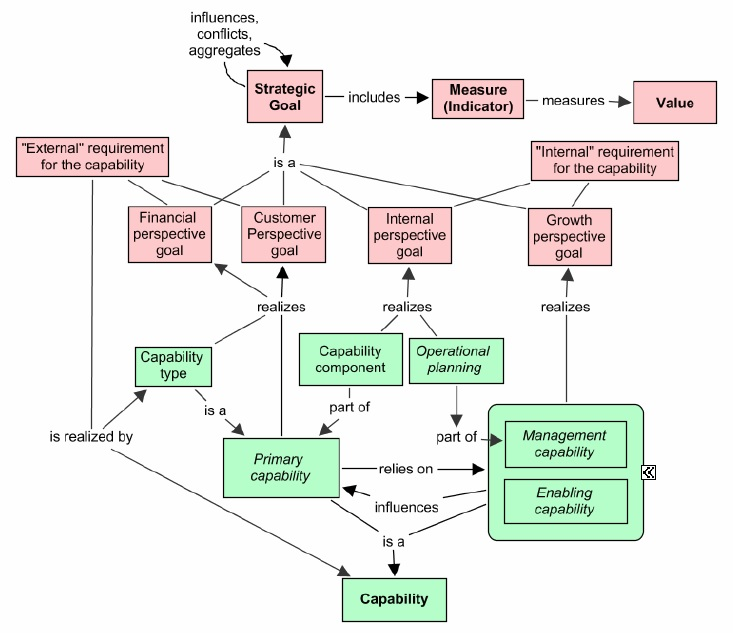 influences,
conflicts,
aggregates
Strategic
Goal
includes
Measure
(Indicator)
measures
Value
"External" requirement
for the capability
is a
"Internal" requirement
for the capability
Financial
perspective
goal
Customer
Perspective
goal
Internal
perspective
goal
Growth
perspective
goal
realizes
realizes
realizes
Capability
type
Capability
component
Operational
planning
is a
part of
is realized by
part of
Primary
capability
relies on
Management
capability
influences
Enabling
capability
is a
Capability